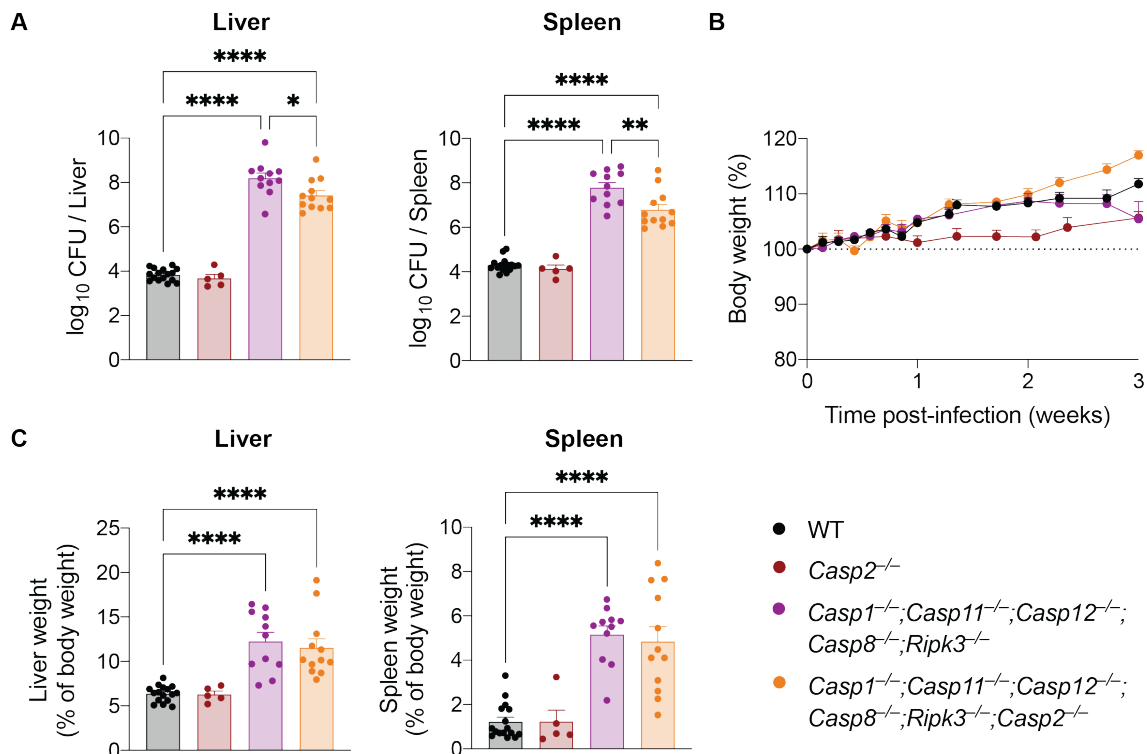 A
Liver
Spleen
B
****
****
*
****
****
**
log10 CFU / Liver
10
8
6
4
2
0
log10 CFU / Spleen
10
8
6
4
2
0
Body weight (%)
120
110
100
90
80
0
1
2
3
Time post-infection (weeks)
C
Liver
Spleen
****
****
****
****
Liver weight
(% of body weight)
25
20
15
10
5
0
Spleen weight
(% of body weight)
10
8
6
4
2
0
WT
Casp2–/–
Casp1–/–;Casp11–/–;Casp12–/–;
Casp8–/–;Ripk3–/–
Casp1–/–;Casp11–/–;Casp12–/–;
Casp8–/–;Ripk3–/–;Casp2–/–